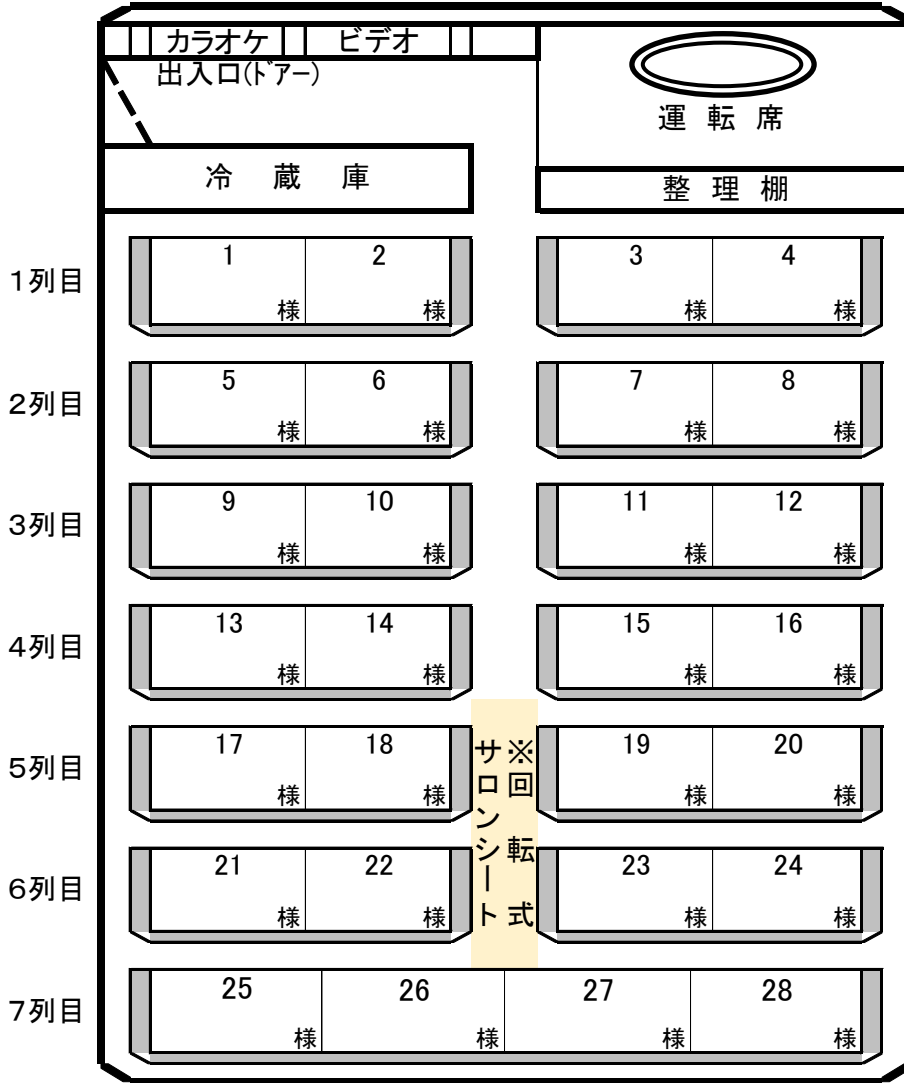 カラオケ ビデオ
出入口(ﾄﾞｱｰ)
運 転 席
冷 蔵 庫
整 理 棚
1列目
1 2 3 4
様 様 様 様
2列目
5 6 7 8
様 様 様 様
3列目
9 10 11 12
様 様 様 様
4列目
13 14 15 16
様 様 様 様
※回 転 式
サロンシート
5列目
17 18 19 20
様 様 様 様
6列目
21 22 23 24
様 様 様 様
7列目
25 26 27 28
様 様 様 様